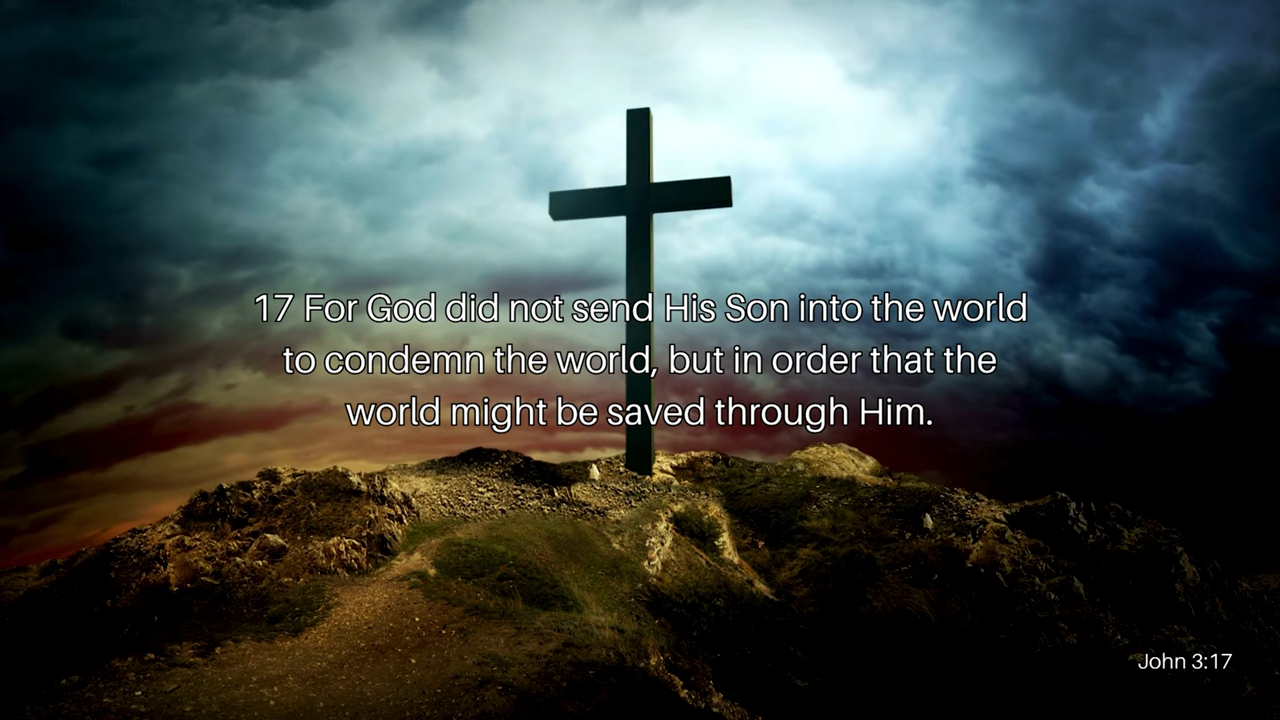 17 For God did not send His Son into the world
to condemn the world, but in order that the
world might be saved through Him.
John 3:17